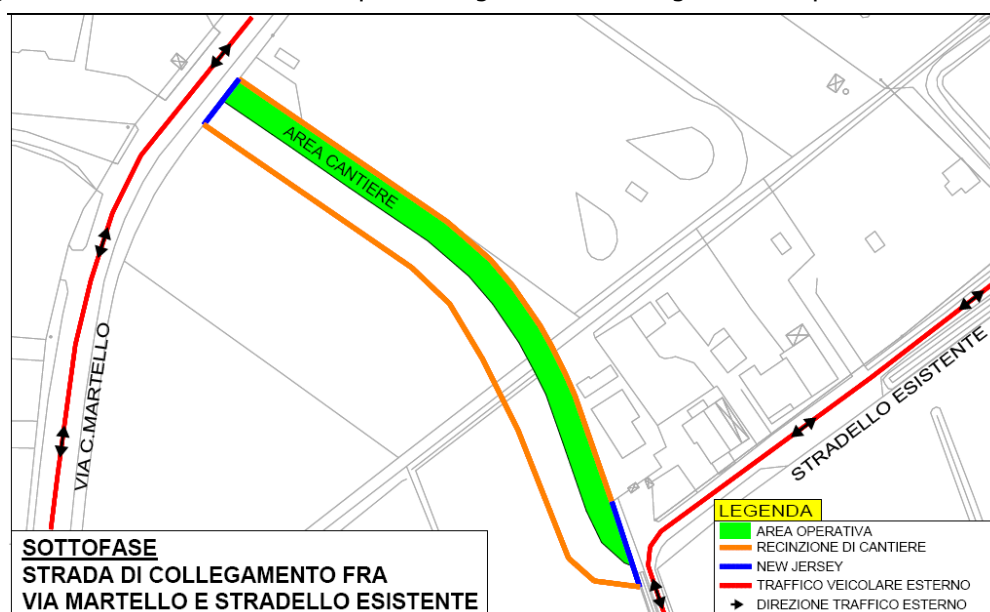 AREA CANTIERE
VIA C.MARTELLO
STRADELLO ESISTENTE
SOTTOFASE
STRADA DI COLLEGAMENTO FRA
VIA MARTELLO E STRADELLO ESISTENTE
LEGENDA
AREA OPERATIVA
RECINZIONE DI CANTIERE
NEW JERSEY
TRAFFICO VEICOLARE ESTERNO
DIREZIONE TRAFFICO ESTERNO